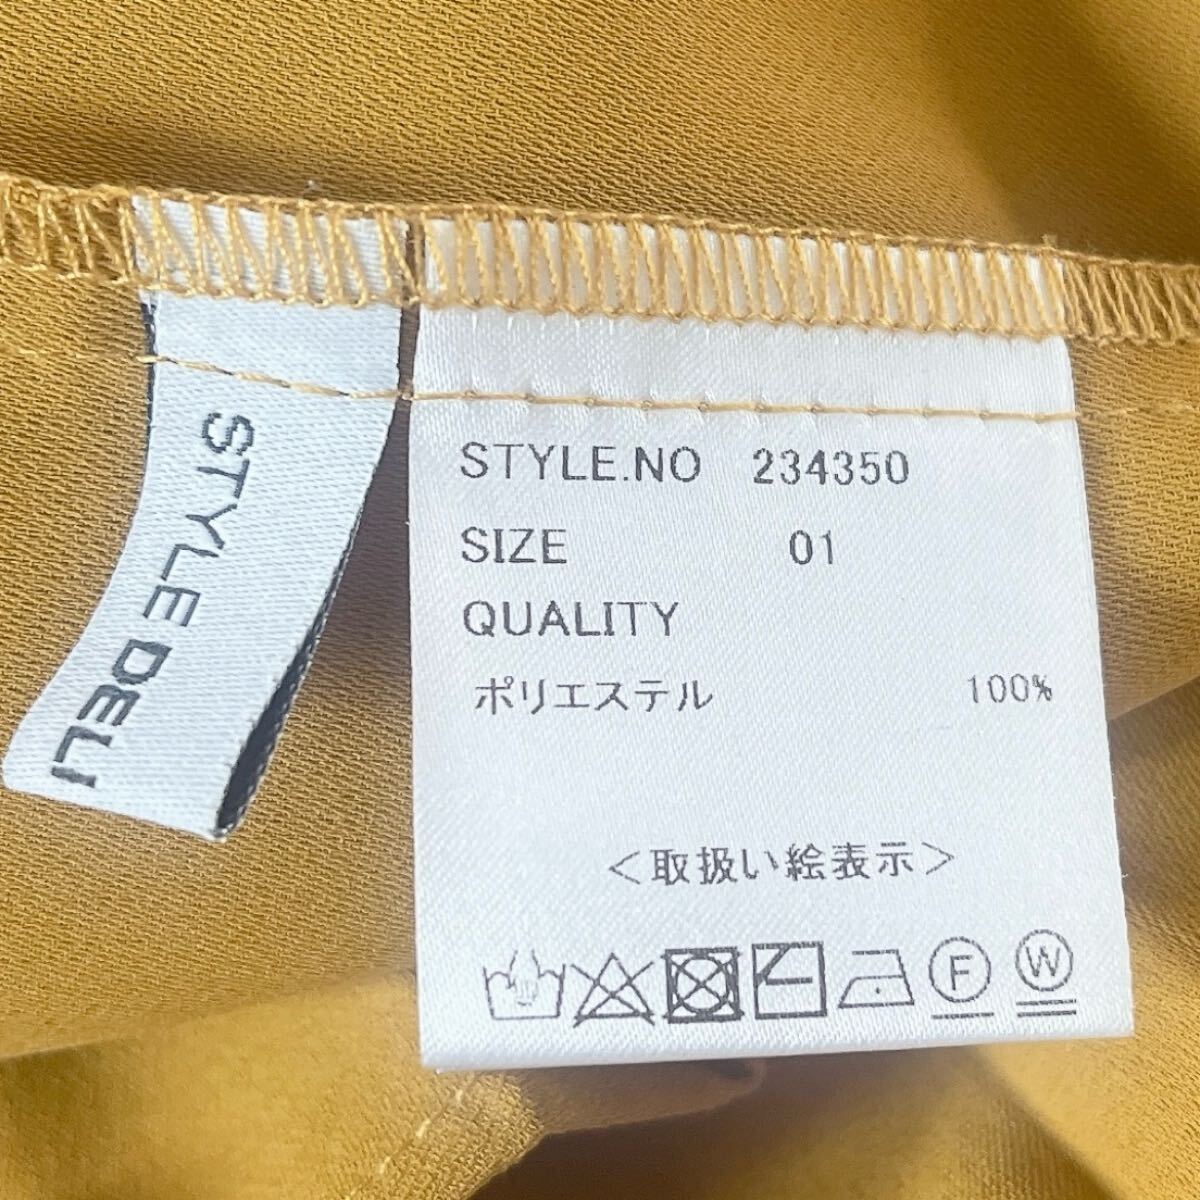 STYLE DELI
STYLE.NO 234350
SIZE 01
QUALITY
ポリエステル 100%
＜取扱い絵表示＞
F W